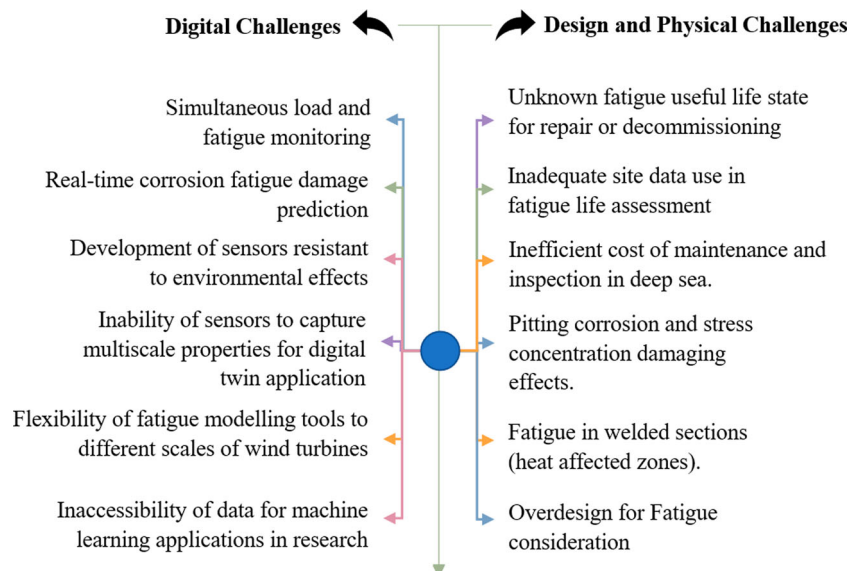 Digital Challenges
Simultaneous load and
fatigue monitoring
Real-time corrosion fatigue damage
prediction
Development of sensors resistant
to environmental effects
Inability of sensors to capture
multiscale properties for digital
twin application
Flexibility of fatigue modelling tools to
different scales of wind turbines
Inaccessibility of data for machine
learning applications in research
Design and Physical Challenges
Unknown fatigue useful life state
for repair or decommissioning
Inadequate site data use in
fatigue life assessment
Inefficient cost of maintenance and
inspection in deep sea.
Pitting corrosion and stress
concentration damaging
effects.
Fatigue in welded sections
(heat affected zones).
Overdesign for Fatigue
consideration